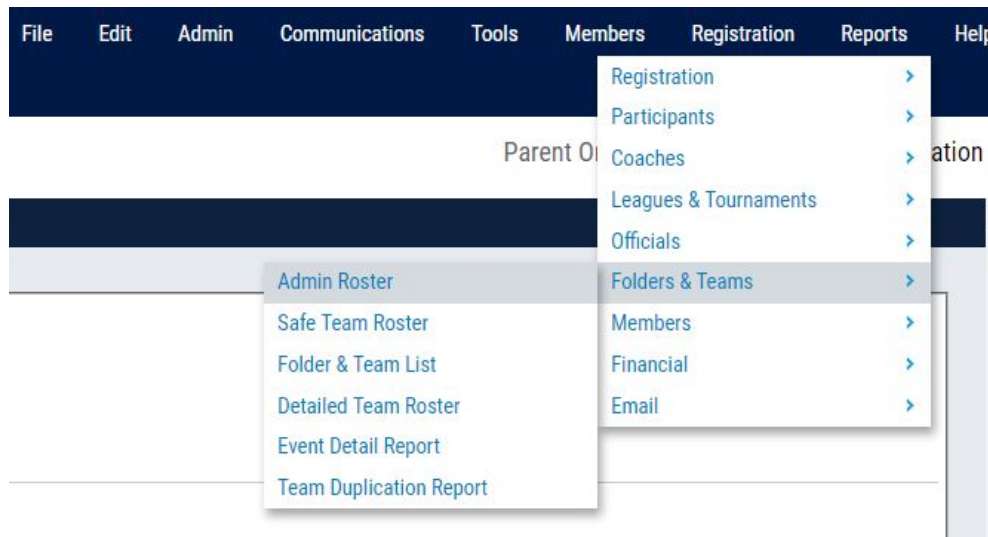 File Edit Admin Communications Tools Members Registration Reports Help
Registration
Participants
Parent
Coaches
ation
Leagues & Tournaments
Officials
Admin Roster
Folders & Teams
Safe Team Roster
Members
Folder & Team List
Financial
Detailed Team Roster
Email
Event Detail Report
Team Duplication Report